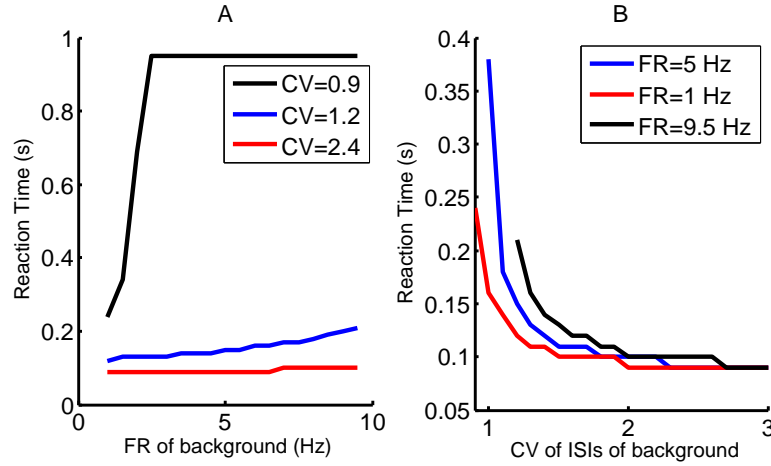 A
Reaction Time (s)
1
0.8
0.6
0.4
0.2
0
0
5
10
FR of background (Hz)
CV=0.9
CV=1.2
CV=2.4
B
Reaction Time (s)
0.4
0.35
0.3
0.25
0.2
0.15
0.1
0.05
1
2
3
CV of ISIs of background
FR=5 Hz
FR=1 Hz
FR=9.5 Hz